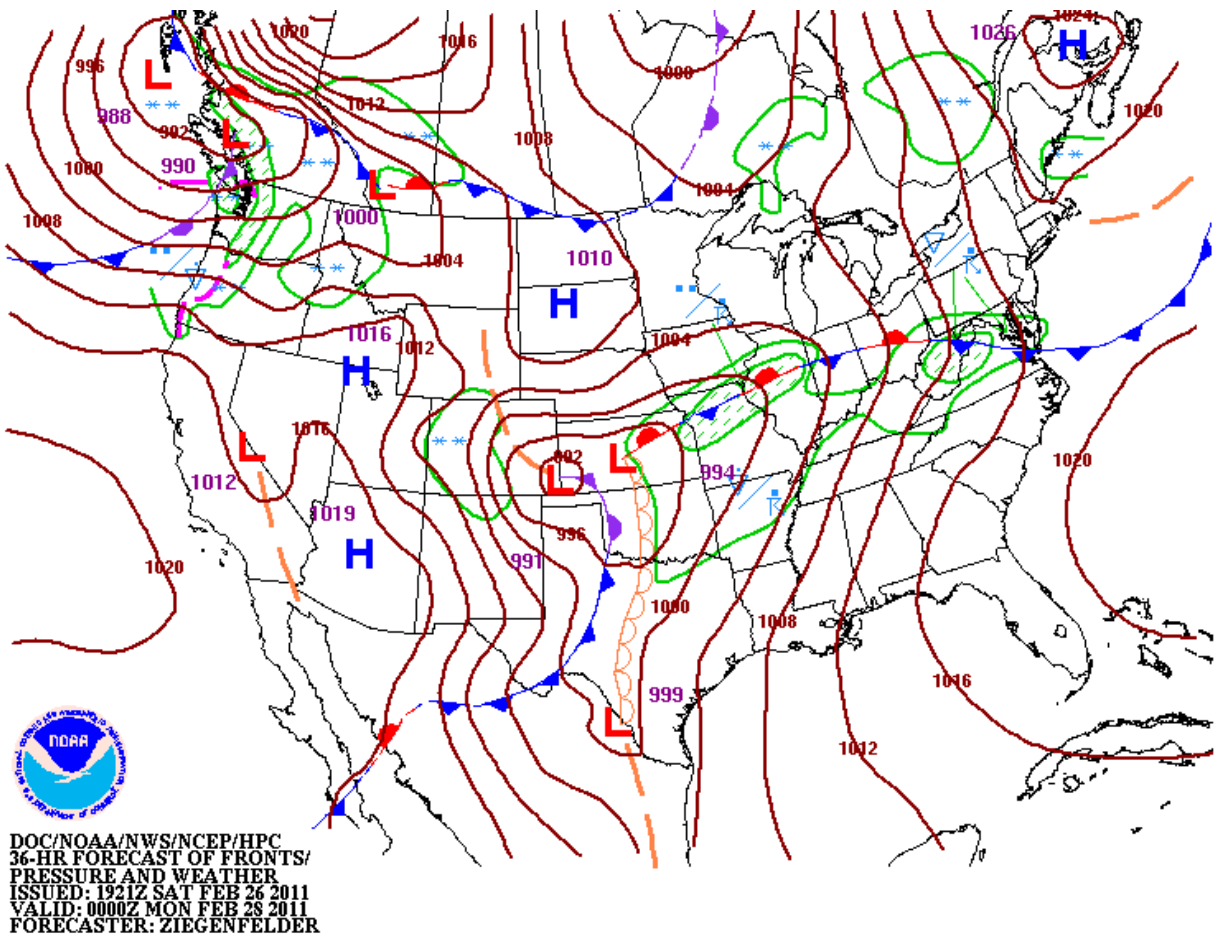 1024
1026
H
1020
1016
996
L
1008
1012
1020
988
992
L
1008
990
1000
L
1004
1000
1008
1004
1010
H
1016
1012
1004
H
1016
L
992
L
L
994
1012
1020
1019
996
H
991
1020
1000
1008
1016
999
L
1012
NOAA
DOC/NOAA/NWS/NCEP/HPC
36-HR FORECAST OF FRONTS/
PRESSURE AND WEATHER
ISSUED: 1921Z SAT FEB 26 2011
VALID: 0000Z MON FEB 28 2011
FORECASTER: ZIEGENFELDER